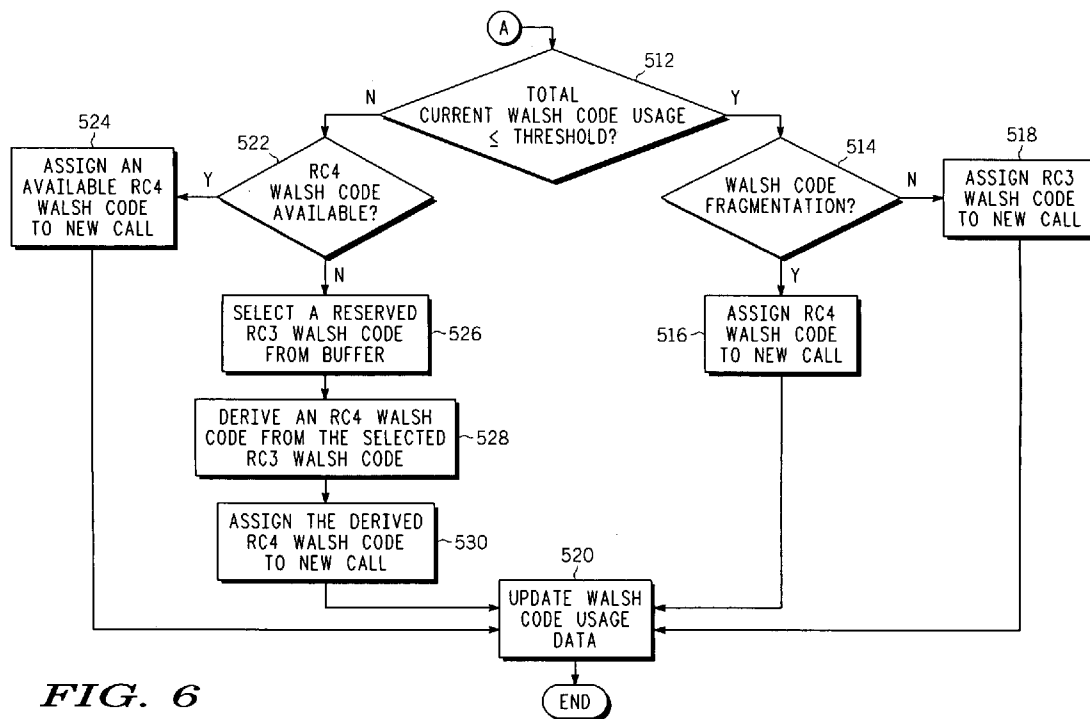 A
512
TOTAL
CURRENT WALSH CODE USAGE
≤ THRESHOLD?
N
Y
524
ASSIGN AN
AVAILABLE RC4
WALSH CODE
TO NEW CALL
522
RC4
WALSH CODE
AVAILABLE?
Y
N
514
WALSH CODE
FRAGMENTATION?
N
Y
518
ASSIGN RC3
WALSH CODE
TO NEW CALL
SELECT A RESERVED
RC3 WALSH CODE
FROM BUFFER
526
516
ASSIGN RC4
WALSH CODE
TO NEW CALL
DERIVE AN RC4 WALSH
CODE FROM THE SELECTED
RC3 WALSH CODE
528
ASSIGN THE DERIVED
RC4 WALSH CODE
TO NEW CALL
530
520
UPDATE WALSH
CODE USAGE
DATA
END
FIG. 6